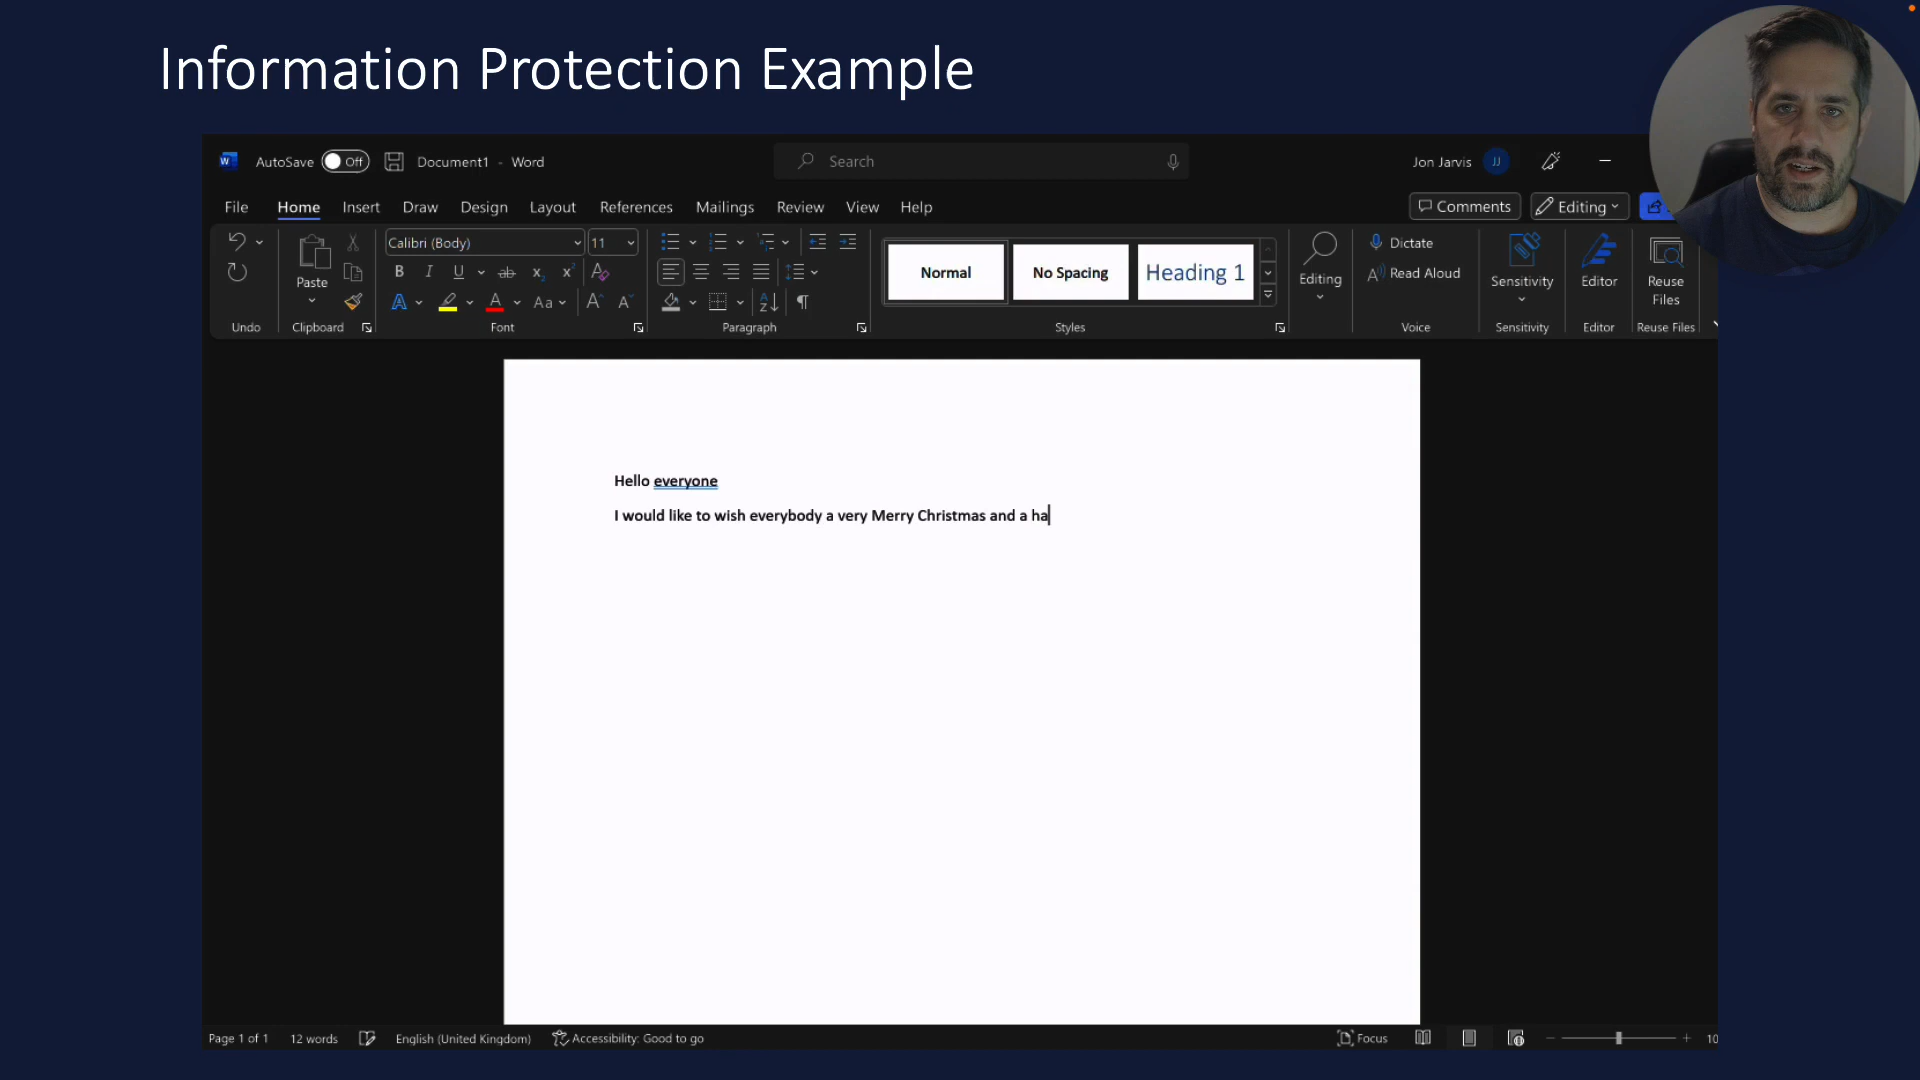 Information Protection Example
W AutoSave Off Document1 - Word Search Jon Jarvis JJ
File Home Insert Draw Design Layout References Mailings Review View Help Comments Editing
Calibri (Body) 11
Paste
B I U ab x x A
A A Aa A A
Normal No Spacing Heading 1
Editing
Dictate
Read Aloud
Sensitivity
Editor
Reuse
Files
Undo Clipboard Font Paragraph Styles Voice Sensitivity Editor Reuse Files
Hello everyone
I would like to wish everybody a very Merry Christmas and a ha
Page 1 of 1 12 words English (United Kingdom) Accessibility: Good to go Focus 10